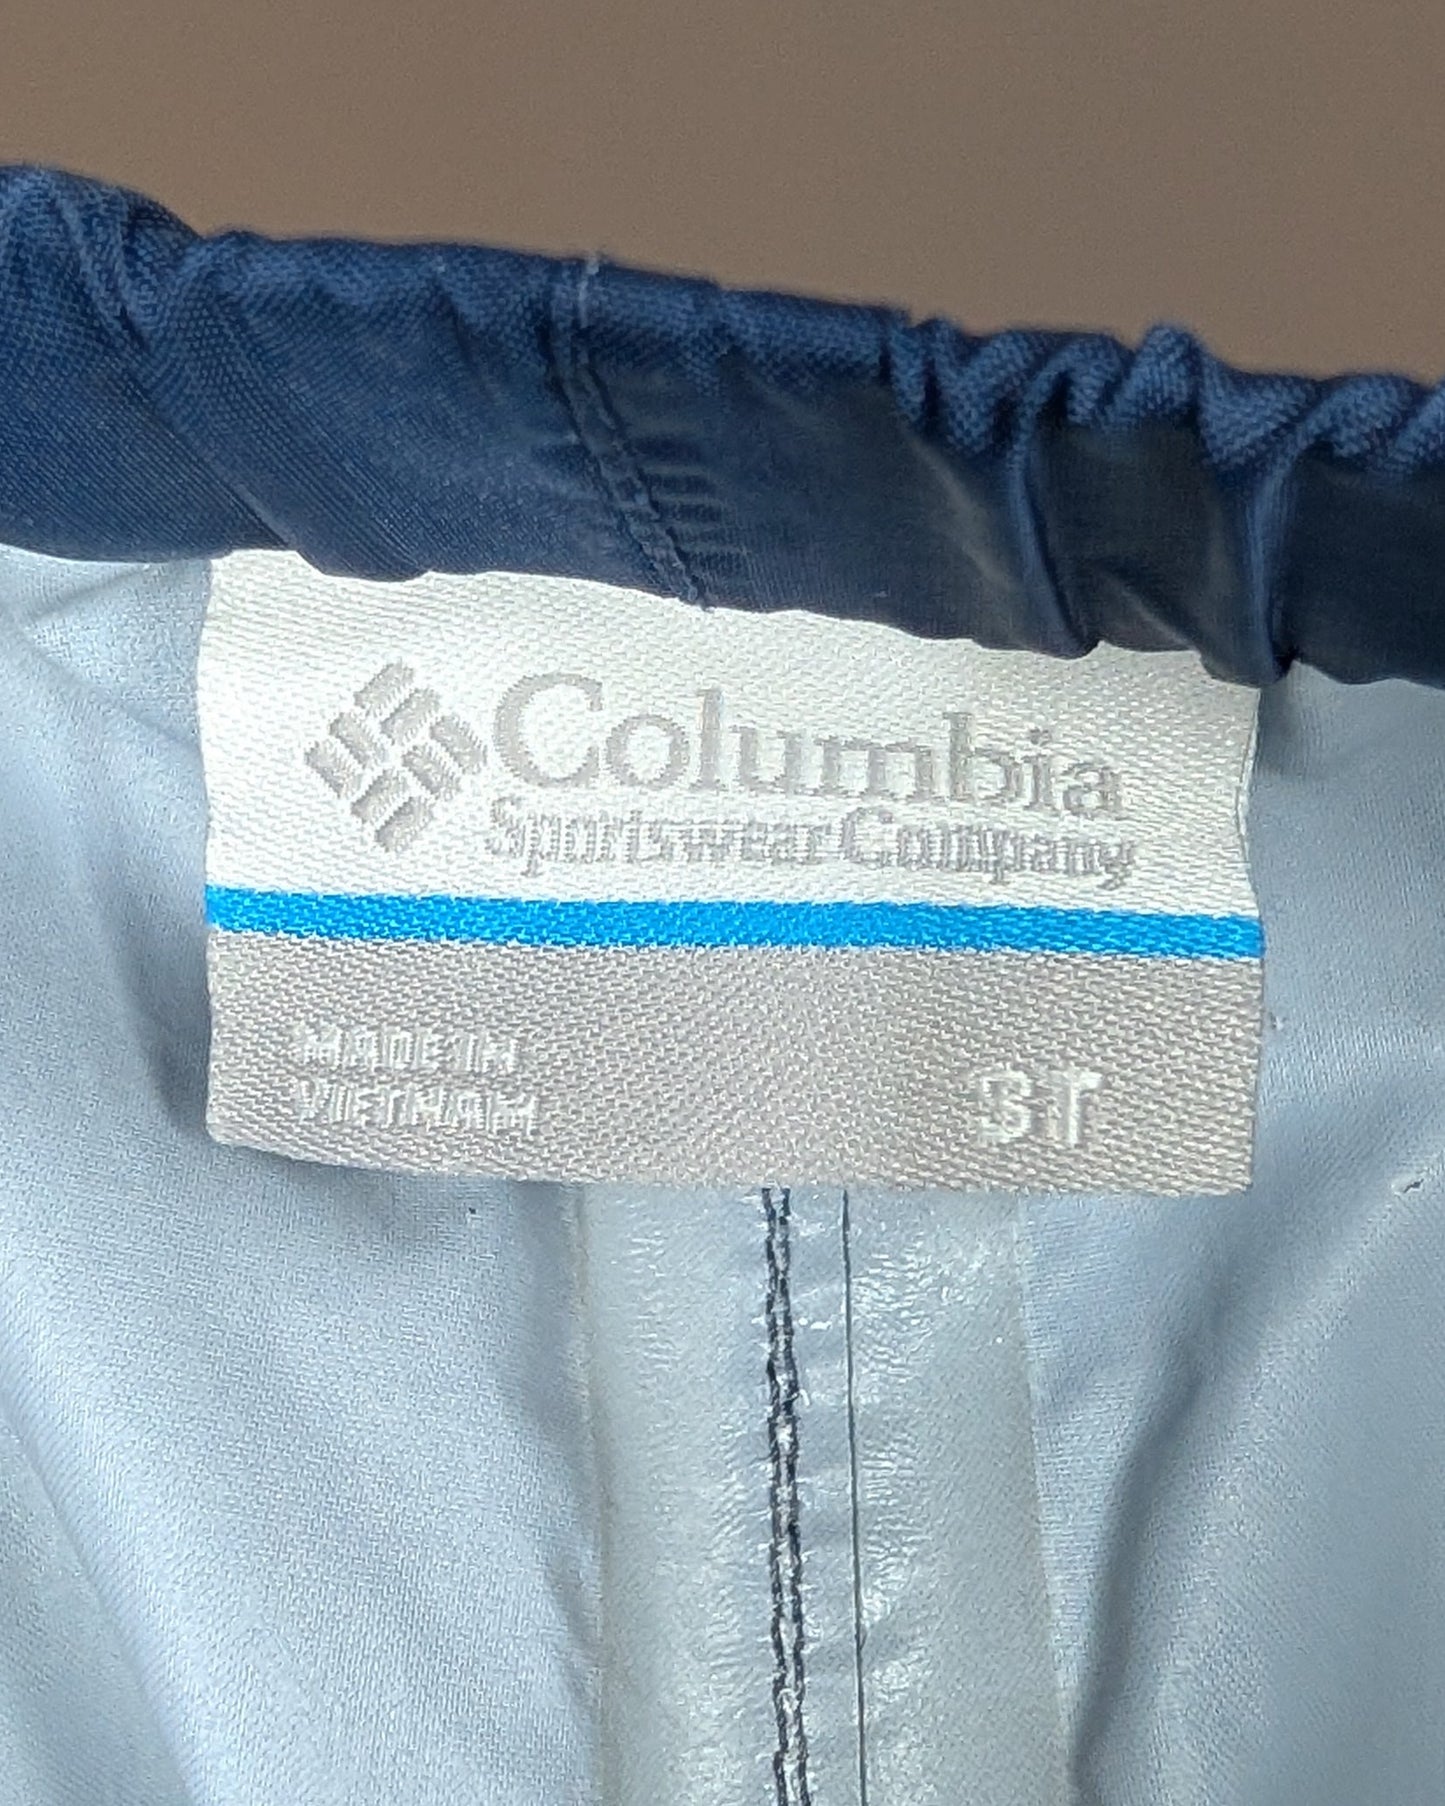 Columbia
Sportswear Company
MADE IN
VIETNAM
3T